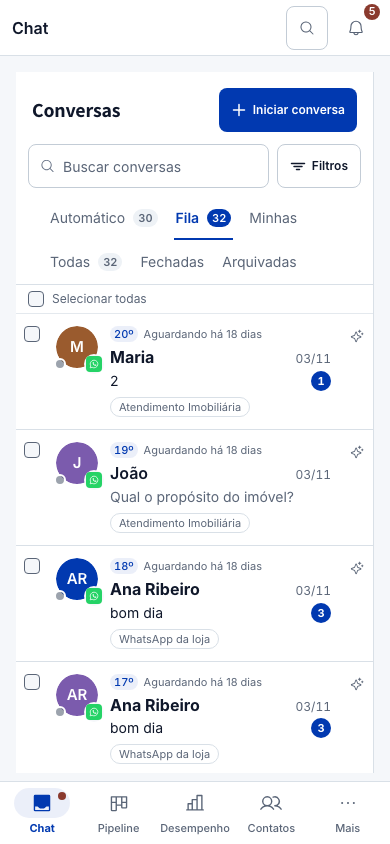 Chat
5
Conversas
Iniciar conversa
Buscar conversas
Filtros
Automático 30 Fila 32 Minhas
Todas 32 Fechadas Arquivadas
Selecionar todas
M
20º Aguardando há 18 dias
Maria 03/11
2 1
Atendimento Imobiliária
J
19º Aguardando há 18 dias
João 03/11
Qual o propósito do imóvel?
Atendimento Imobiliária
AR
18º Aguardando há 18 dias
Ana Ribeiro 03/11
bom dia 3
WhatsApp da loja
AR
17º Aguardando há 18 dias
Ana Ribeiro 03/11
bom dia 3
WhatsApp da loja
Chat Pipeline Desempenho Contatos Mais